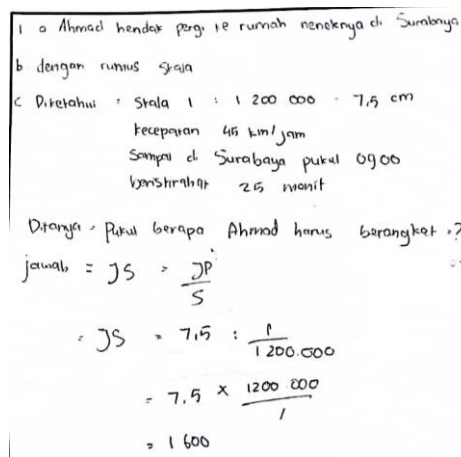 1 a Ahmad hendak pergi ke rumah neneknya di Surabaya
b dengan rumus skala
c Diketahui : Skala 1 : 1 200 000 - 7,5 cm
kecepatan 45 km/jam
Sampai di Surabaya pukul 09 00
beristirahat 25 menit
Ditanya : Pukul berapa Ahmad harus berangkat ?
jawab = JS = JP / S
= JS = 7,5 : 1 / 1 200.000
= 7,5 × 1200 000 / 1
= 1 600